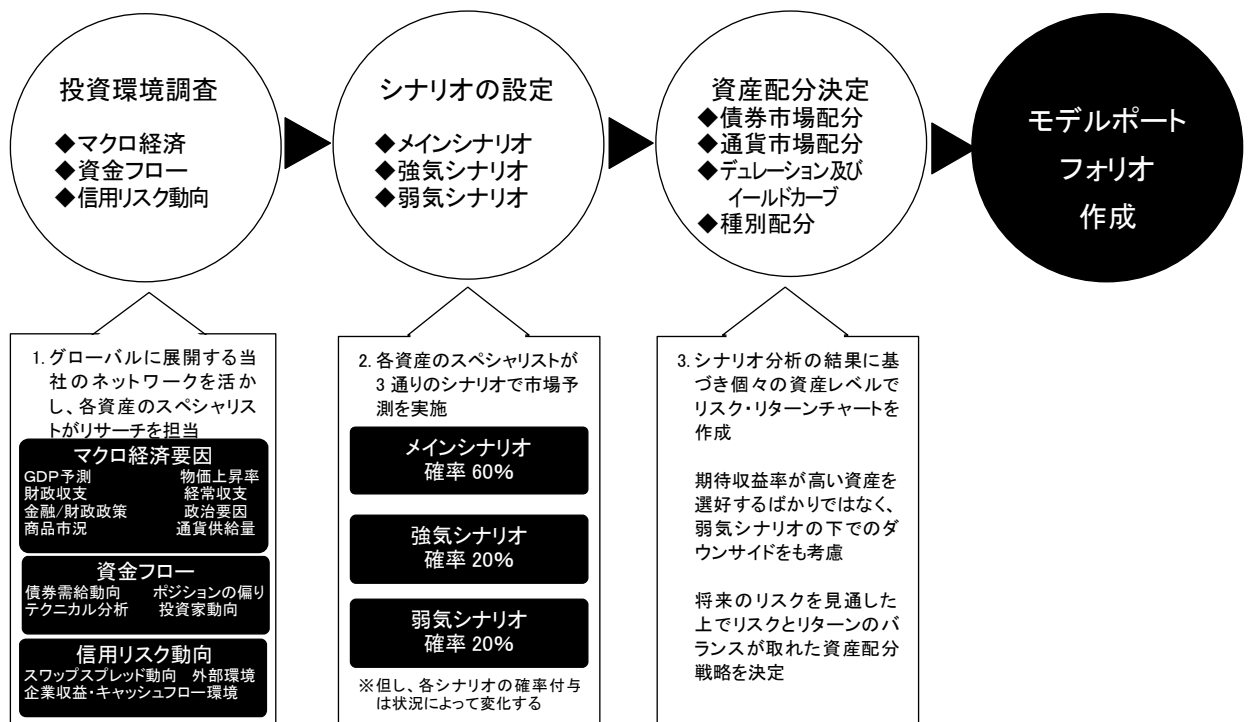 投資環境調査
◆マクロ経済
◆資金フロー
◆信用リスク動向
シナリオの設定
◆メインシナリオ
◆強気シナリオ
◆弱気シナリオ
資産配分決定
◆債券市場配分
◆通貨市場配分
◆デュレーション及び
イールドカーブ
◆種別配分
モデルポート
フォリオ
作成
1. グローバルに展開する当
社のネットワークを活か
し、各資産のスペシャリス
トがリサーチを担当
マクロ経済要因
GDP予測 物価上昇率
財政収支 経常収支
金融/財政政策 政治要因
商品市況 通貨供給量
資金フロー
債券需給動向 ポジションの偏り
テクニカル分析 投資家動向
信用リスク動向
スワップスプレッド動向 外部環境
企業収益・キャッシュフロー環境
2. 各資産のスペシャリストが
3 通りのシナリオで市場予
測を実施
メインシナリオ
確率 60%
強気シナリオ
確率 20%
弱気シナリオ
確率 20%
※但し、各シナリオの確率付与
は状況によって変化する
3. シナリオ分析の結果に基
づき個々の資産レベルで
リスク・リターンチャートを
作成
期待収益率が高い資産を
選好するばかりではなく、
弱気シナリオの下でのダ
ウンサイドをも考慮
将来のリスクを見通した
上でリスクとリターンのバ
ランスが取れた資産配分
戦略を決定